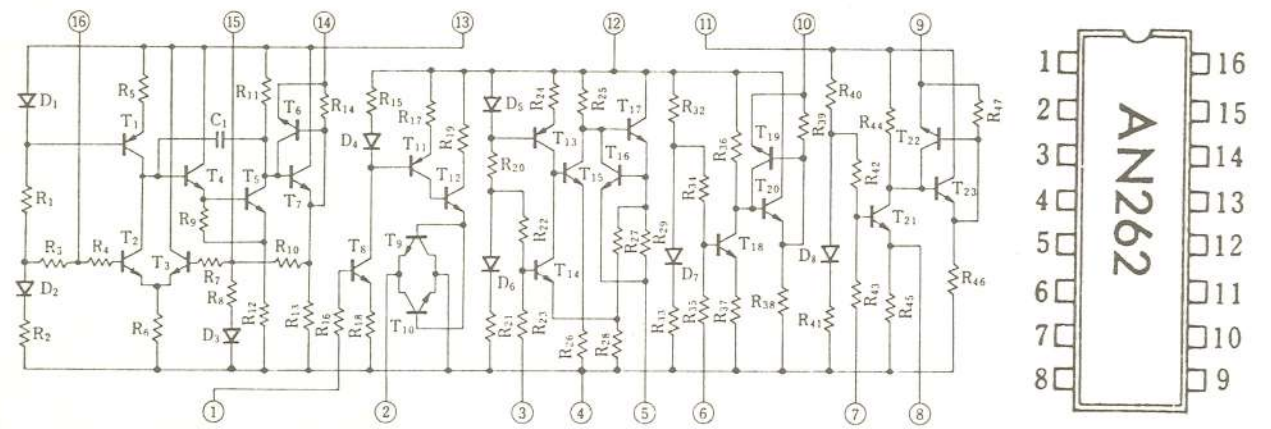 16 15 14 13 12 11 10 9
D1 R1 R3 D2 R2 R5 T1 R4 T2 T3 R6 C1 T4 R9 R7 R8 D3 R11 T5 R10 R12 T6 T7 R14 R13 R16 T8 R18
R15 D4 R17 T11 R19 T12 T9 T10
D5 R20 D6 R21 R22 R23 R24 T13 T14 R25 T15 R26 T17 T16 R27 R28 R29
R32 D7 R13 R34 R35 T18 R36 R37 T19 T20 R38 R39
R40 D8 R41 R42 R43 R44 T21 R45 T22 T23 R46 R47
1 2 3 4 5 6 7 8
AN262
1 16
2 15
3 14
4 13
5 12
6 11
7 10
8 9